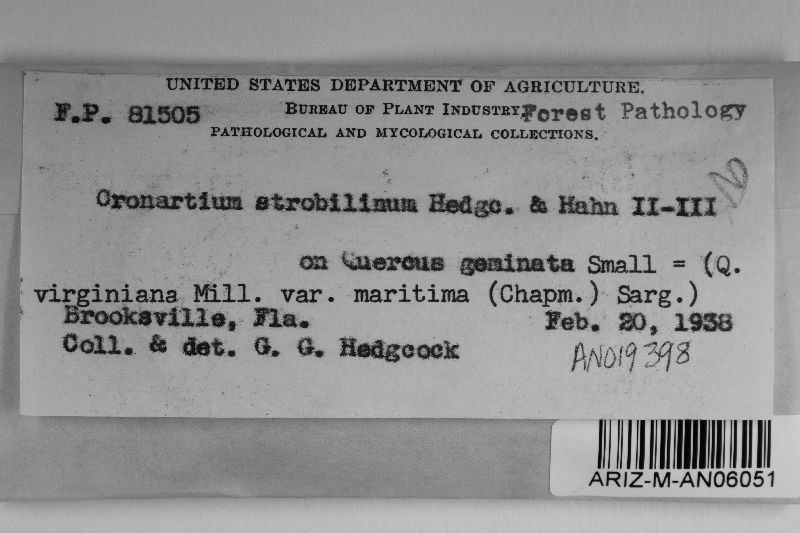 UNITED STATES DEPARTMENT OF AGRICULTURE.
F.P. 81505 BUREAU OF PLANT INDUSTRY, Forest Pathology
PATHOLOGICAL AND MYCOLOGICAL COLLECTIONS.
Cronartium strobilinum Hedgc. & Hahn II-III
on Quercus geminata Small = (Q.
virginiana Mill. var. maritima (Chapm.) Sarg.)
Brooksville, Fla. Feb. 20, 1938
Coll. & det. G. G. Hedgcock
AN019398
ARIZ-M-AN06051